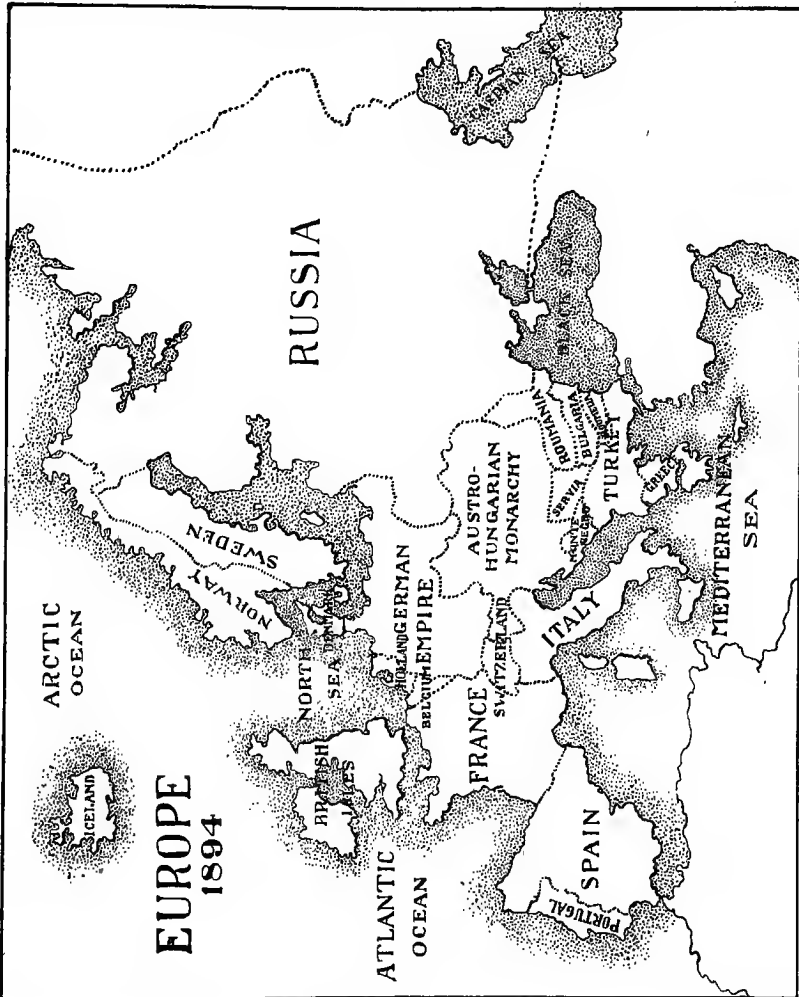 EUROPE
1894
ICELAND
ARCTIC
OCEAN
NORWAY
SWEDEN
RUSSIA
CASPIAN SEA
BRITISH
ISLES
NORTH
SEA
DENMARK
ATLANTIC
OCEAN
HOLLAND
BELGIUM
GERMAN
EMPIRE
FRANCE
SWITZERLAND
AUSTRO-
HUNGARIAN
MONARCHY
ROUMANIA
BULGARIA
SERVIA
MONTE
NEGRO
TURKEY
BLACK SEA
GREECE
ITALY
SPAIN
PORTUGAL
MEDITERRANEAN
SEA